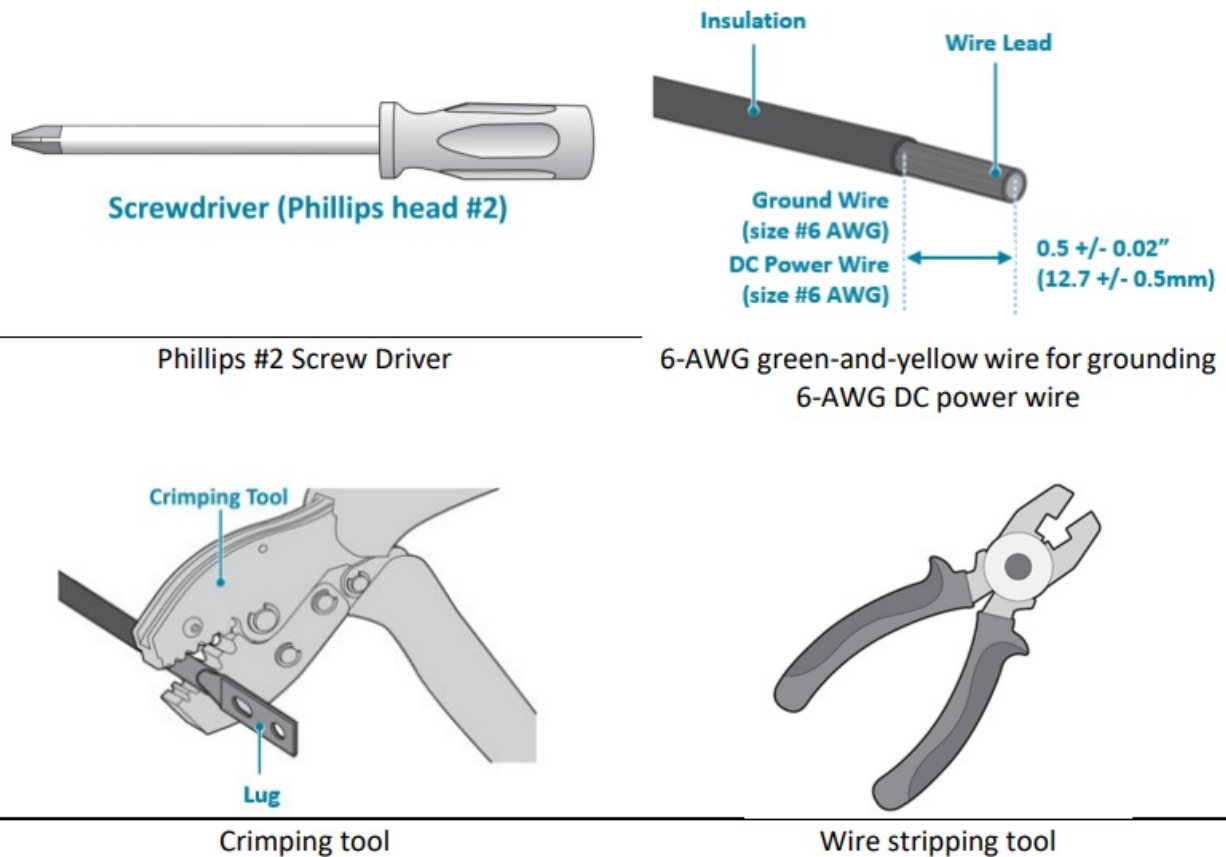 Screwdriver (Phillips head #2)
Phillips #2 Screw Driver
Insulation
Wire Lead
Ground Wire
(size #6 AWG)
DC Power Wire
(size #6 AWG)
0.5 +/- 0.02”
(12.7 +/- 0.5mm)
6-AWG green-and-yellow wire for grounding
6-AWG DC power wire
Crimping Tool
Lug
Crimping tool
Wire stripping tool